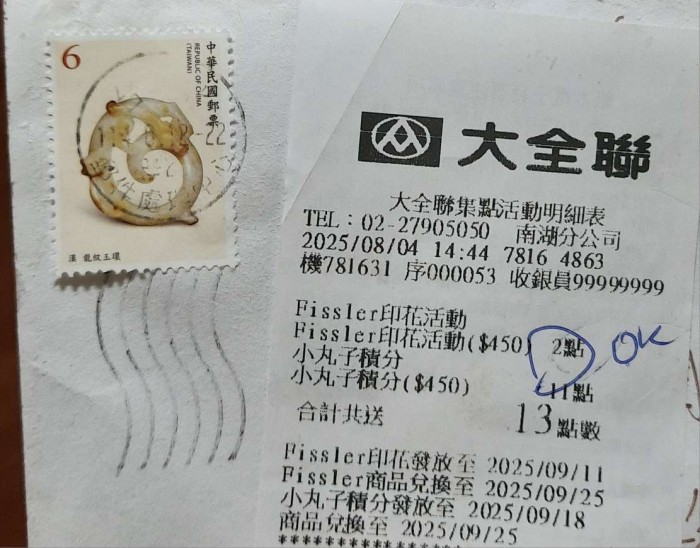 6
中華民國郵票
REPUBLIC OF CHINA
(TAIWAN)
漢 龍紋玉環
大全聯
大全聯集點活動明細表
TEL：02-27905050 南湖分公司
2025/08/04 14:44 7816 4863
機781631 序000053 收銀員99999999
Fissler印花活動
Fissler印花活動($450) 2點
OK
小丸子積分
小丸子積分($450) 11點
合計共送 13點數
Fissler印花發放至 2025/09/11
Fissler商品兌換至 2025/09/25
小丸子積分發放至 2025/09/18
商品兌換至 2025/09/25